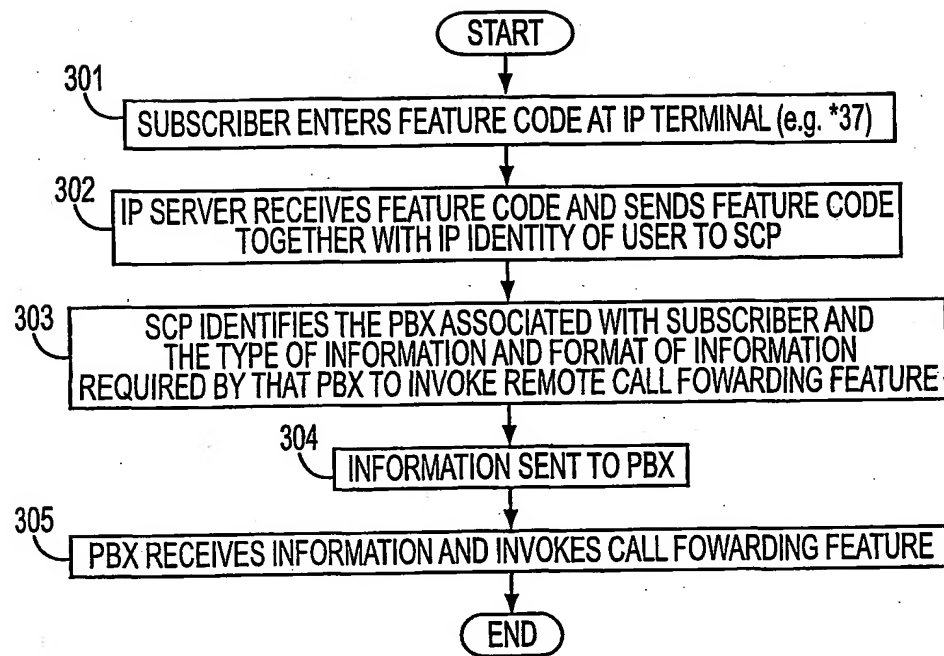 START
301
SUBSCRIBER ENTERS FEATURE CODE AT IP TERMINAL (e.g. *37)
302
IP SERVER RECEIVES FEATURE CODE AND SENDS FEATURE CODE
TOGETHER WITH IP IDENTITY OF USER TO SCP
303
SCP IDENTIFIES THE PBX ASSOCIATED WITH SUBSCRIBER AND
THE TYPE OF INFORMATION AND FORMAT OF INFORMATION
REQUIRED BY THAT PBX TO INVOKE REMOTE CALL FOWARDING FEATURE
304
INFORMATION SENT TO PBX
305
PBX RECEIVES INFORMATION AND INVOKES CALL FOWARDING FEATURE
END